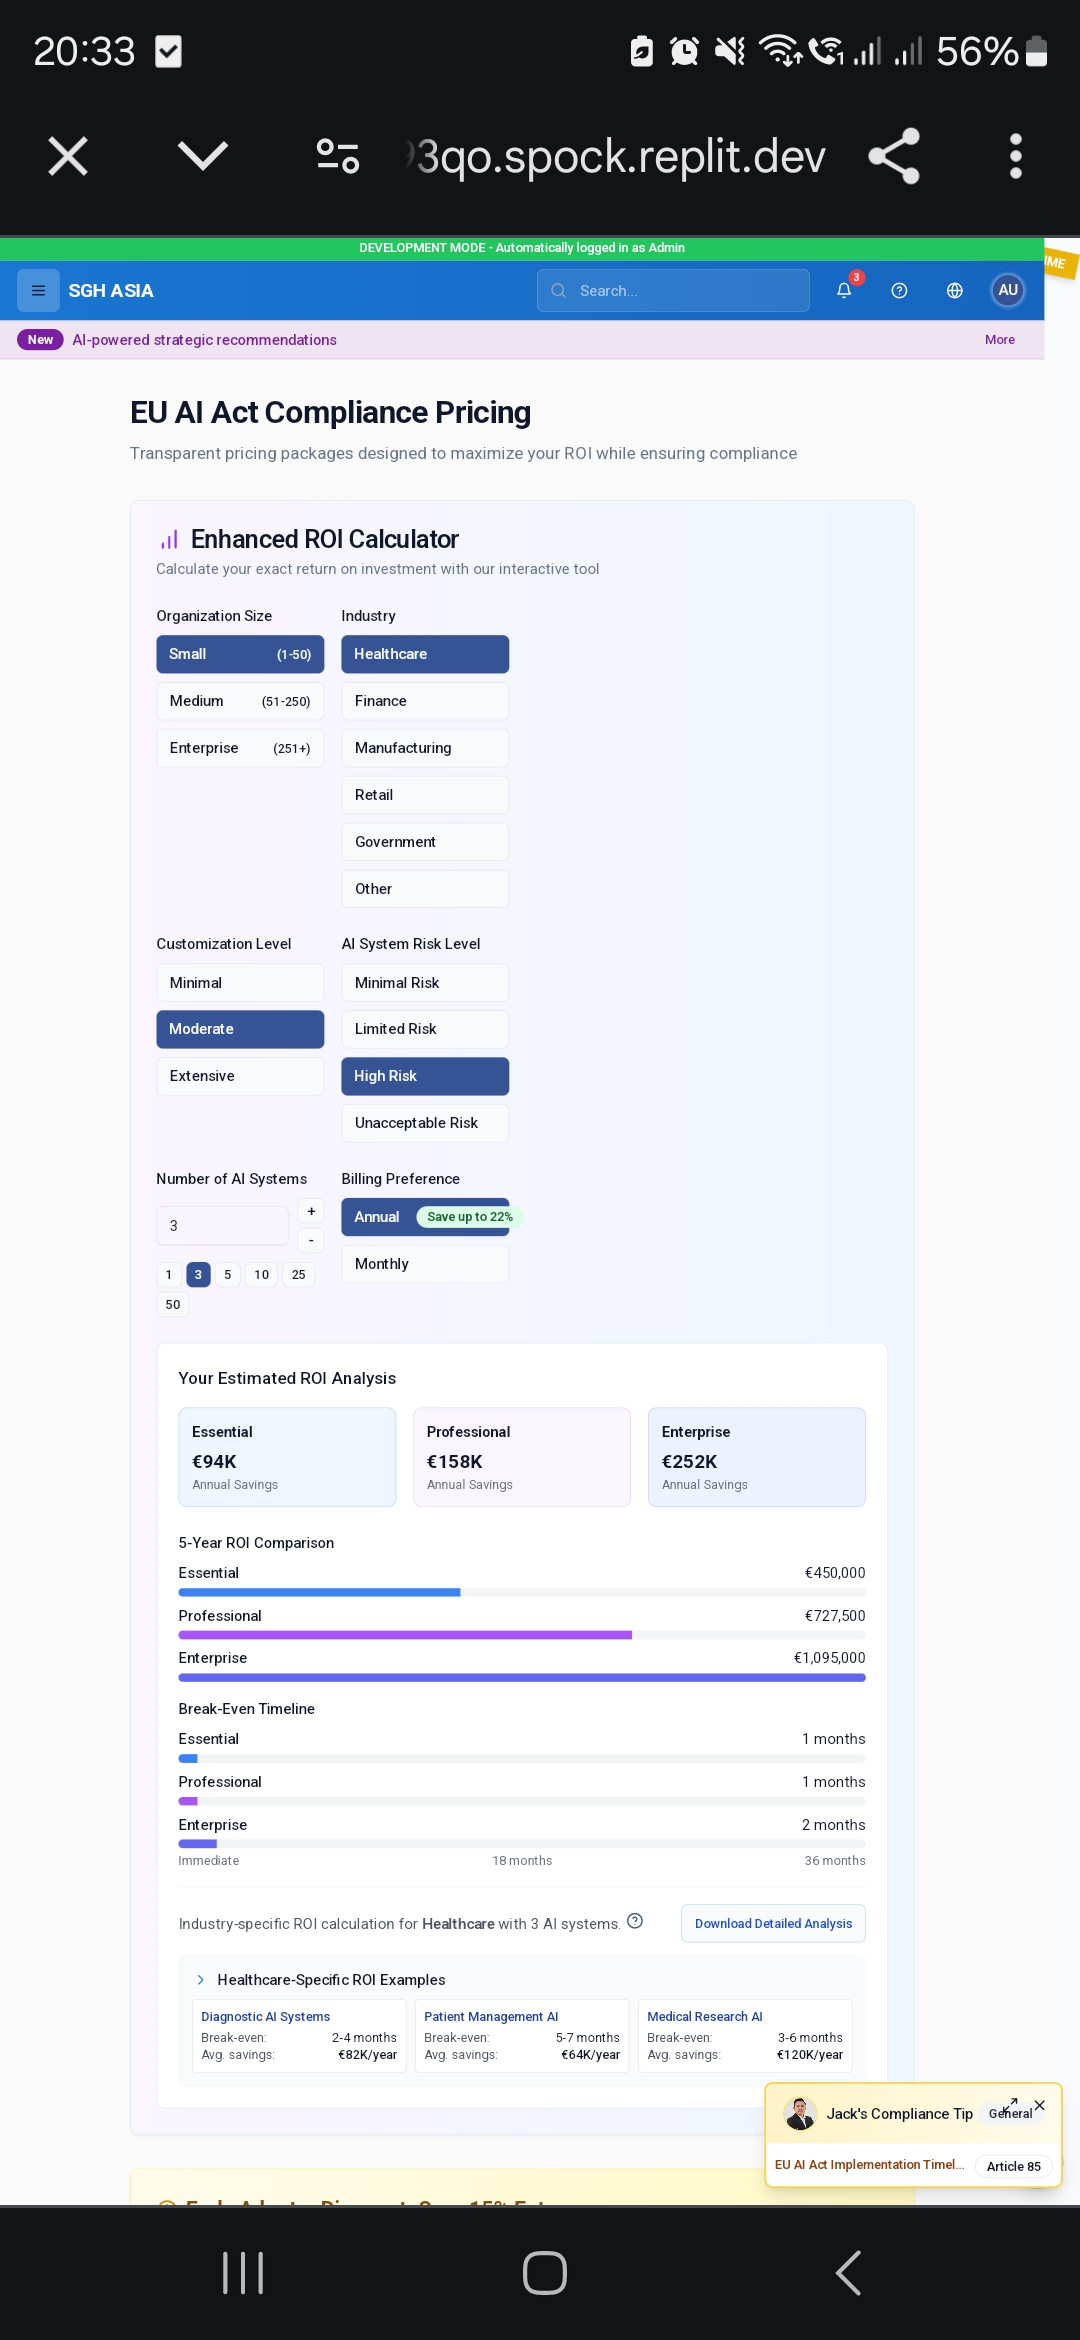 20:33
56%
3qo.spock.replit.dev
DEVELOPMENT MODE - Automatically logged in as Admin
SGH ASIA
Search...
3
AU
New AI-powered strategic recommendations More
EU AI Act Compliance Pricing
Transparent pricing packages designed to maximize your ROI while ensuring compliance
Enhanced ROI Calculator
Calculate your exact return on investment with our interactive tool
Organization Size
Small (1-50)
Medium (51-250)
Enterprise (251+)
Industry
Healthcare
Finance
Manufacturing
Retail
Government
Other
Customization Level
Minimal
Moderate
Extensive
AI System Risk Level
Minimal Risk
Limited Risk
High Risk
Unacceptable Risk
Number of AI Systems
3
+
-
1 3 5 10 25
50
Billing Preference
Annual Save up to 22%
Monthly
Your Estimated ROI Analysis
Essential
€94K
Annual Savings
Professional
€158K
Annual Savings
Enterprise
€252K
Annual Savings
5-Year ROI Comparison
Essential €450,000
Professional €727,500
Enterprise €1,095,000
Break-Even Timeline
Essential 1 months
Professional 1 months
Enterprise 2 months
Immediate 18 months 36 months
Industry-specific ROI calculation for Healthcare with 3 AI systems.
Download Detailed Analysis
Healthcare-Specific ROI Examples
Diagnostic AI Systems
Break-even: 2-4 months
Avg. savings: €82K/year
Patient Management AI
Break-even: 5-7 months
Avg. savings: €64K/year
Medical Research AI
Break-even: 3-6 months
Avg. savings: €120K/year
Jack's Compliance Tip General
EU AI Act Implementation Timel... Article 85